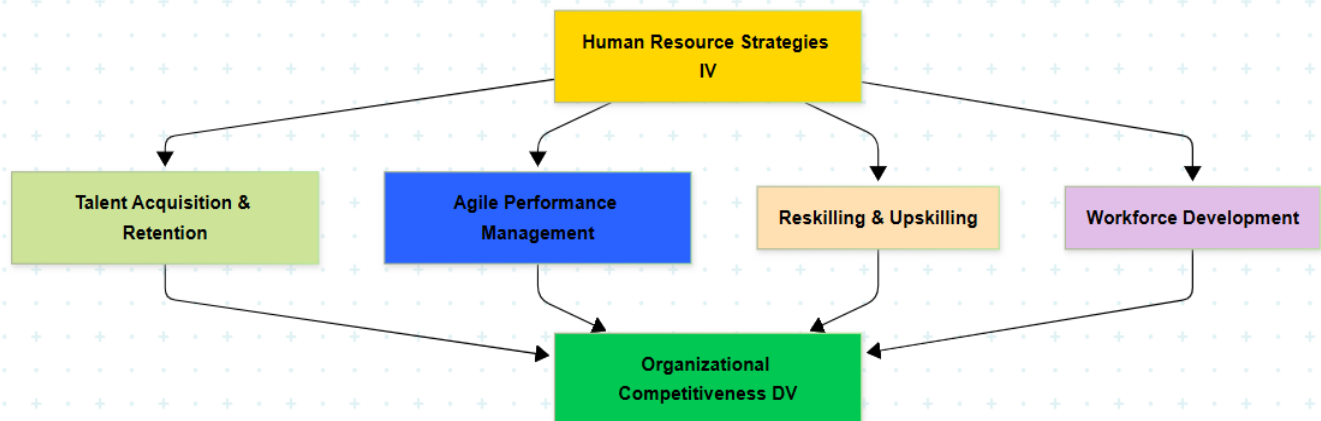 Human Resource Strategies
IV
Talent Acquisition &
Retention
Agile Performance
Management
Reskilling & Upskilling
Workforce Development
Organizational
Competitiveness DV